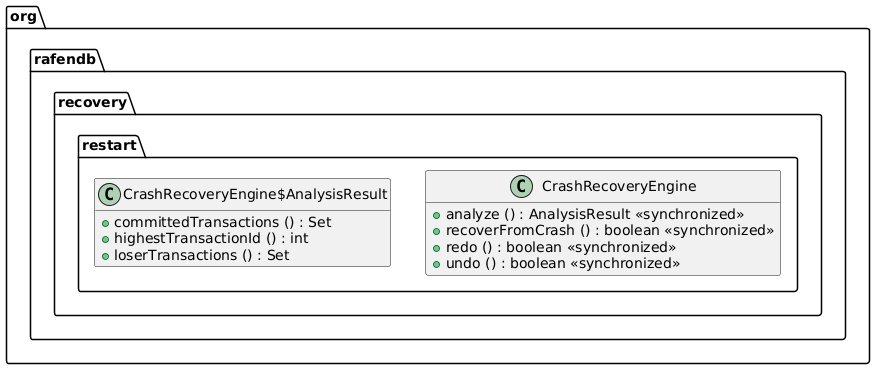 org
rafendb
recovery
restart
C CrashRecoveryEngine$AnalysisResult
committedTransactions () : Set
highestTransactionId () : int
loserTransactions () : Set
C CrashRecoveryEngine
analyze () : AnalysisResult «synchronized»
recoverFromCrash () : boolean «synchronized»
redo () : boolean «synchronized»
undo () : boolean «synchronized»